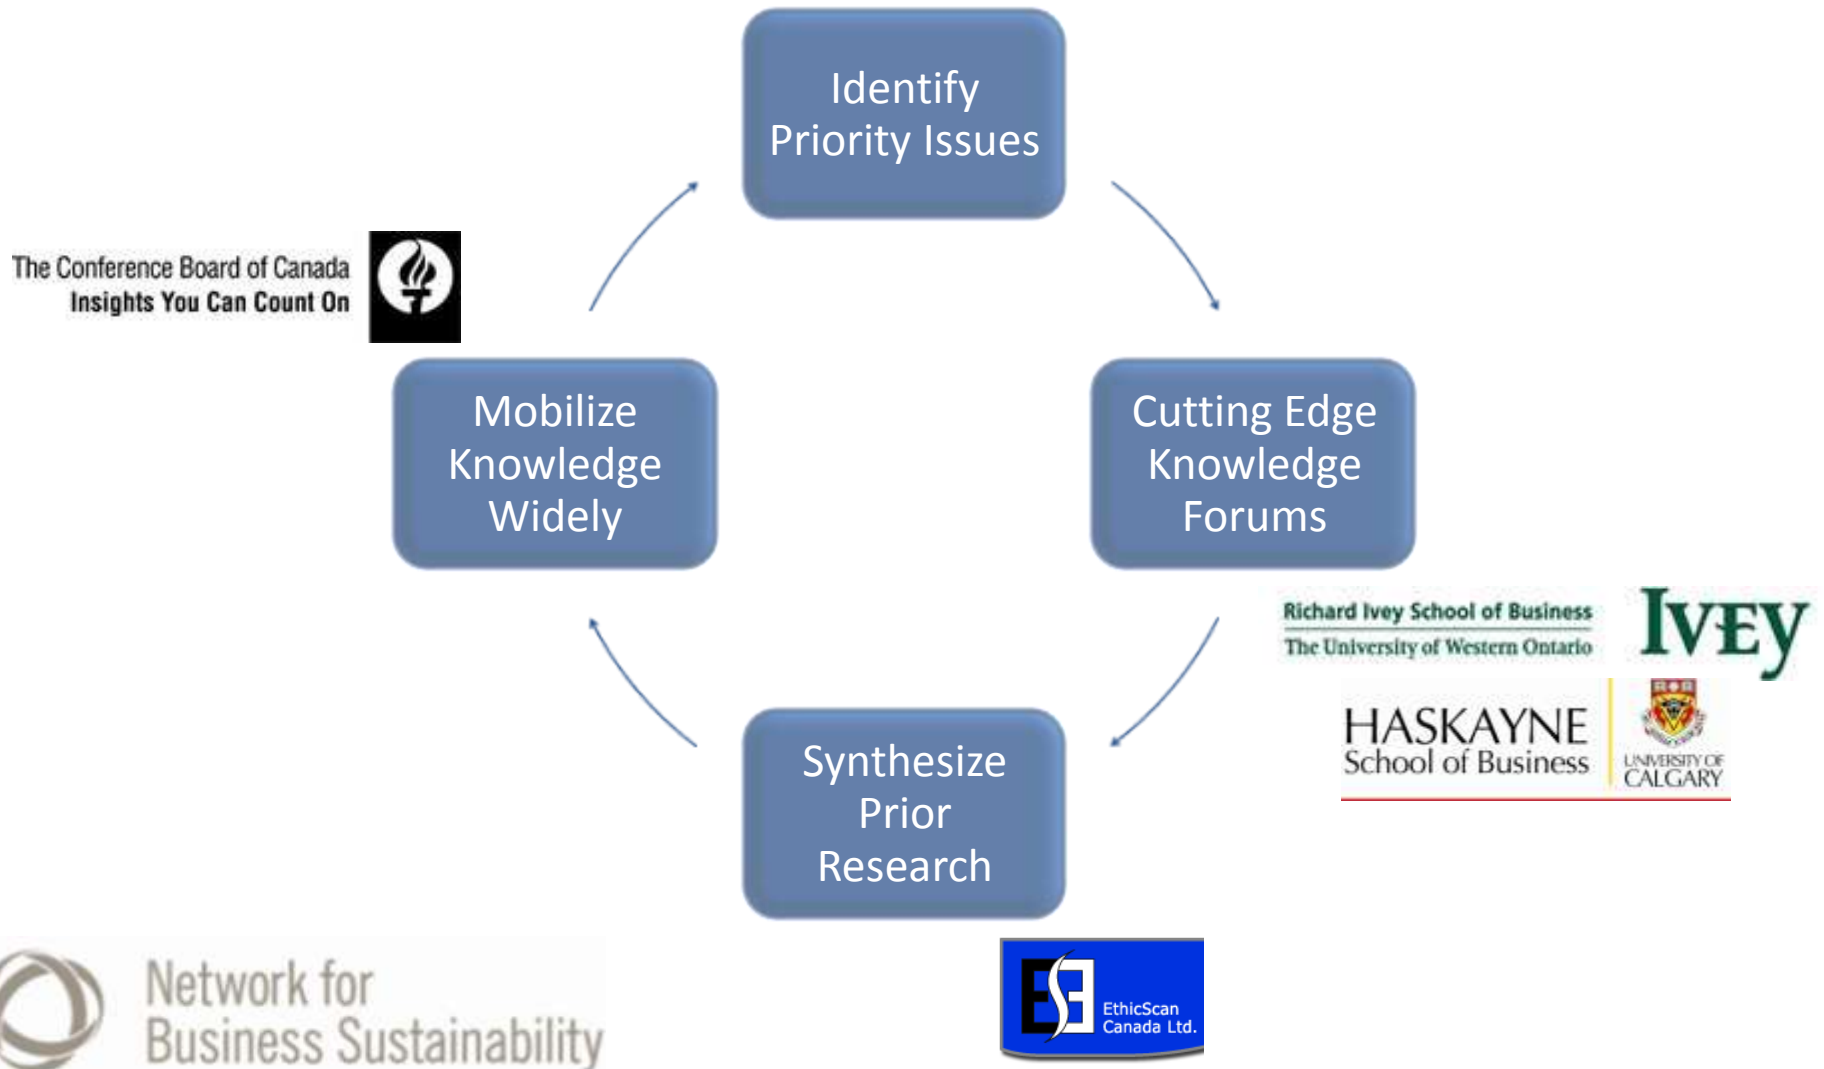 Identify
Priority Issues
The Conference Board of Canada
Insights You Can Count On
Mobilize
Knowledge
Widely
Cutting Edge
Knowledge
Forums
Richard Ivey School of Business
The University of Western Ontario
IVEY
HASKAYNE
School of Business
UNIVERSITY OF
CALGARY
Synthesize
Prior
Research
Network for
Business Sustainability
ESE
EthicScan
Canada Ltd.